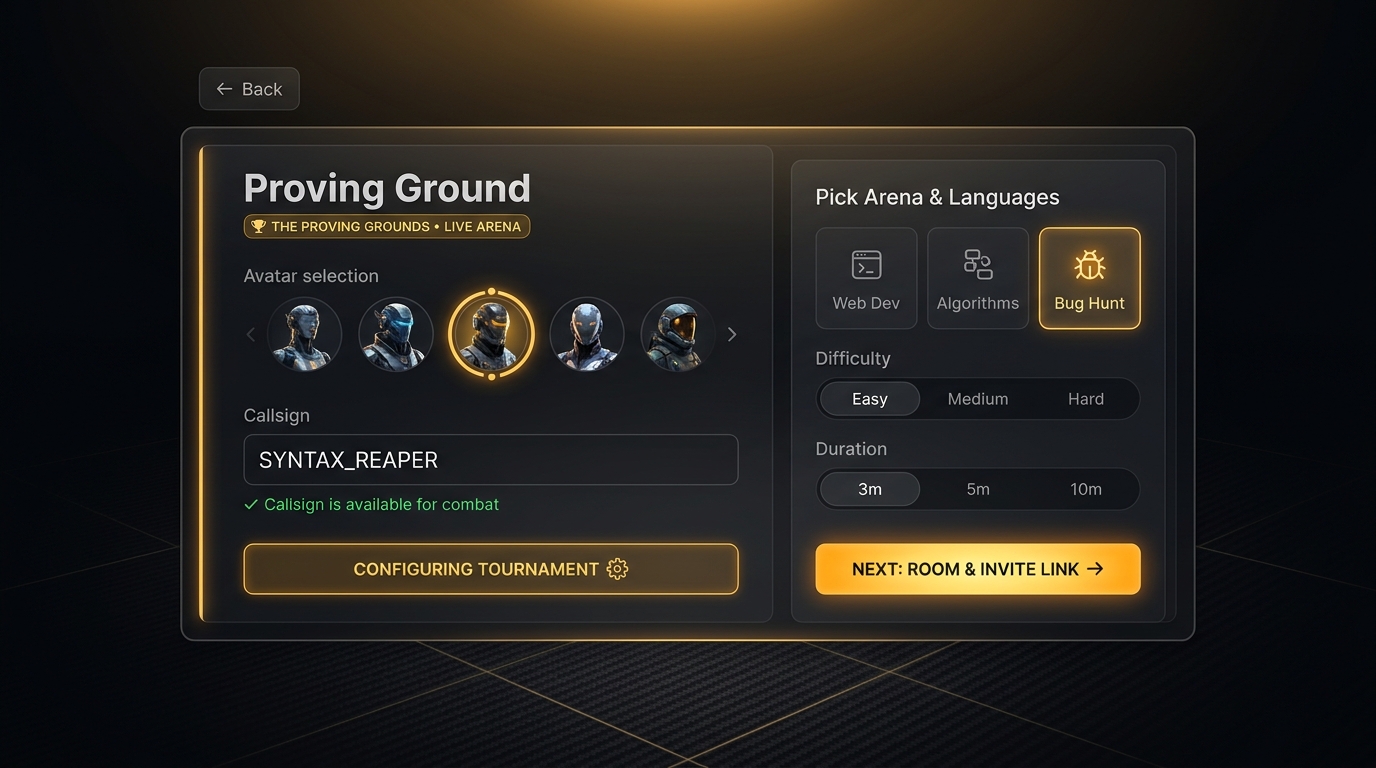 ← Back
Proving Ground
THE PROVING GROUNDS • LIVE ARENA
Avatar selection
Callsign
SYNTAX_REAPER
✓ Callsign is available for combat
CONFIGURING TOURNAMENT
Pick Arena & Languages
Web Dev
Algorithms
Bug Hunt
Difficulty
Easy Medium Hard
Duration
3m 5m 10m
NEXT: ROOM & INVITE LINK →